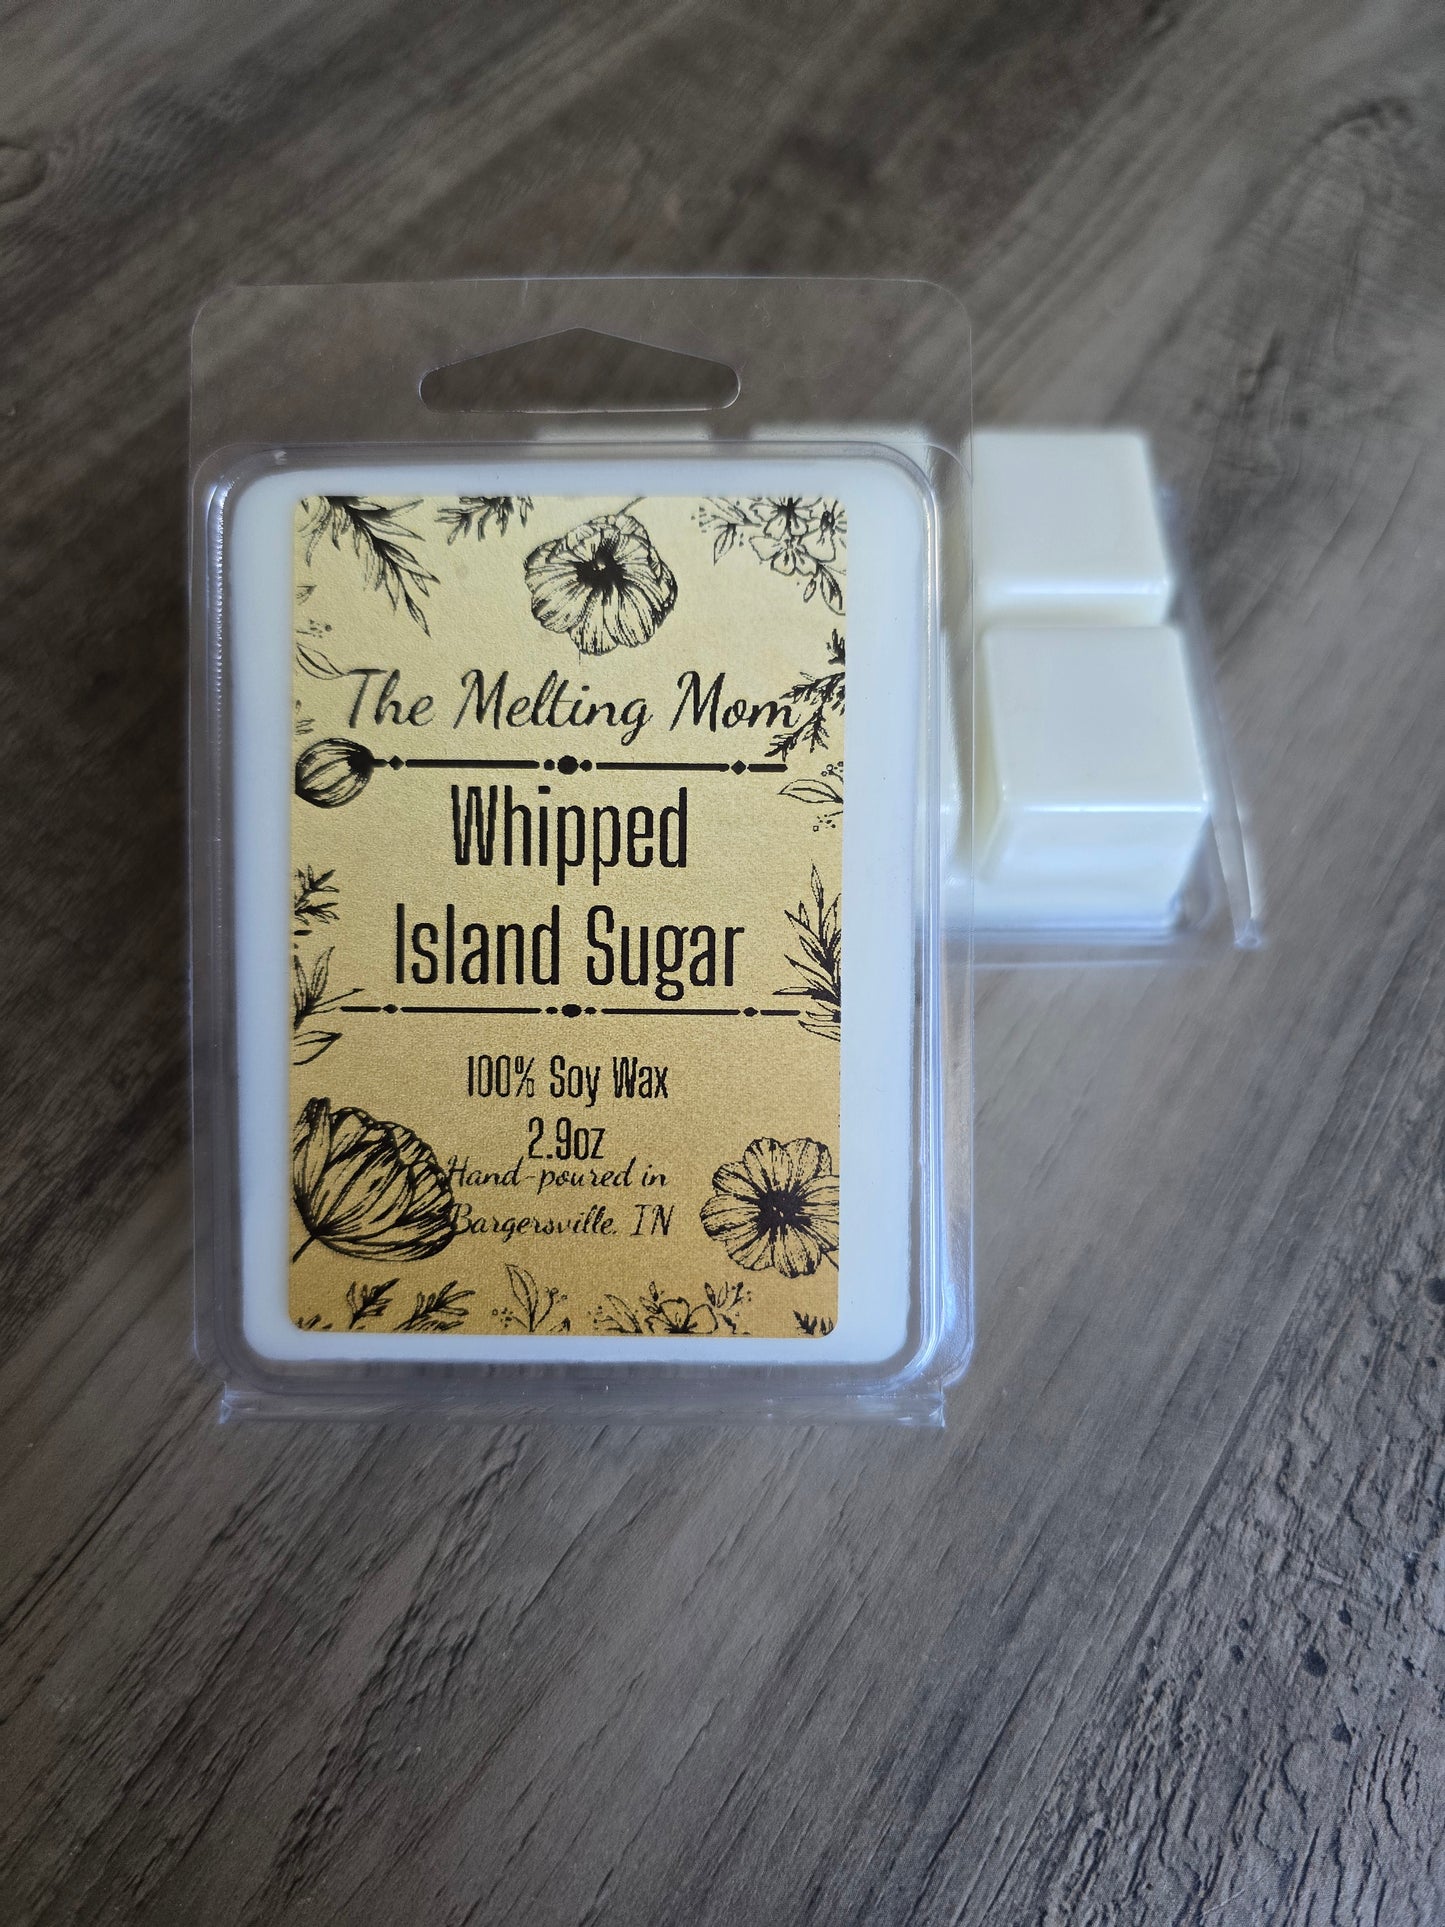 The Melting Mom
Whipped
Island Sugar
100% Soy Wax
2.9oz
Hand-poured in
Bargersville, IN